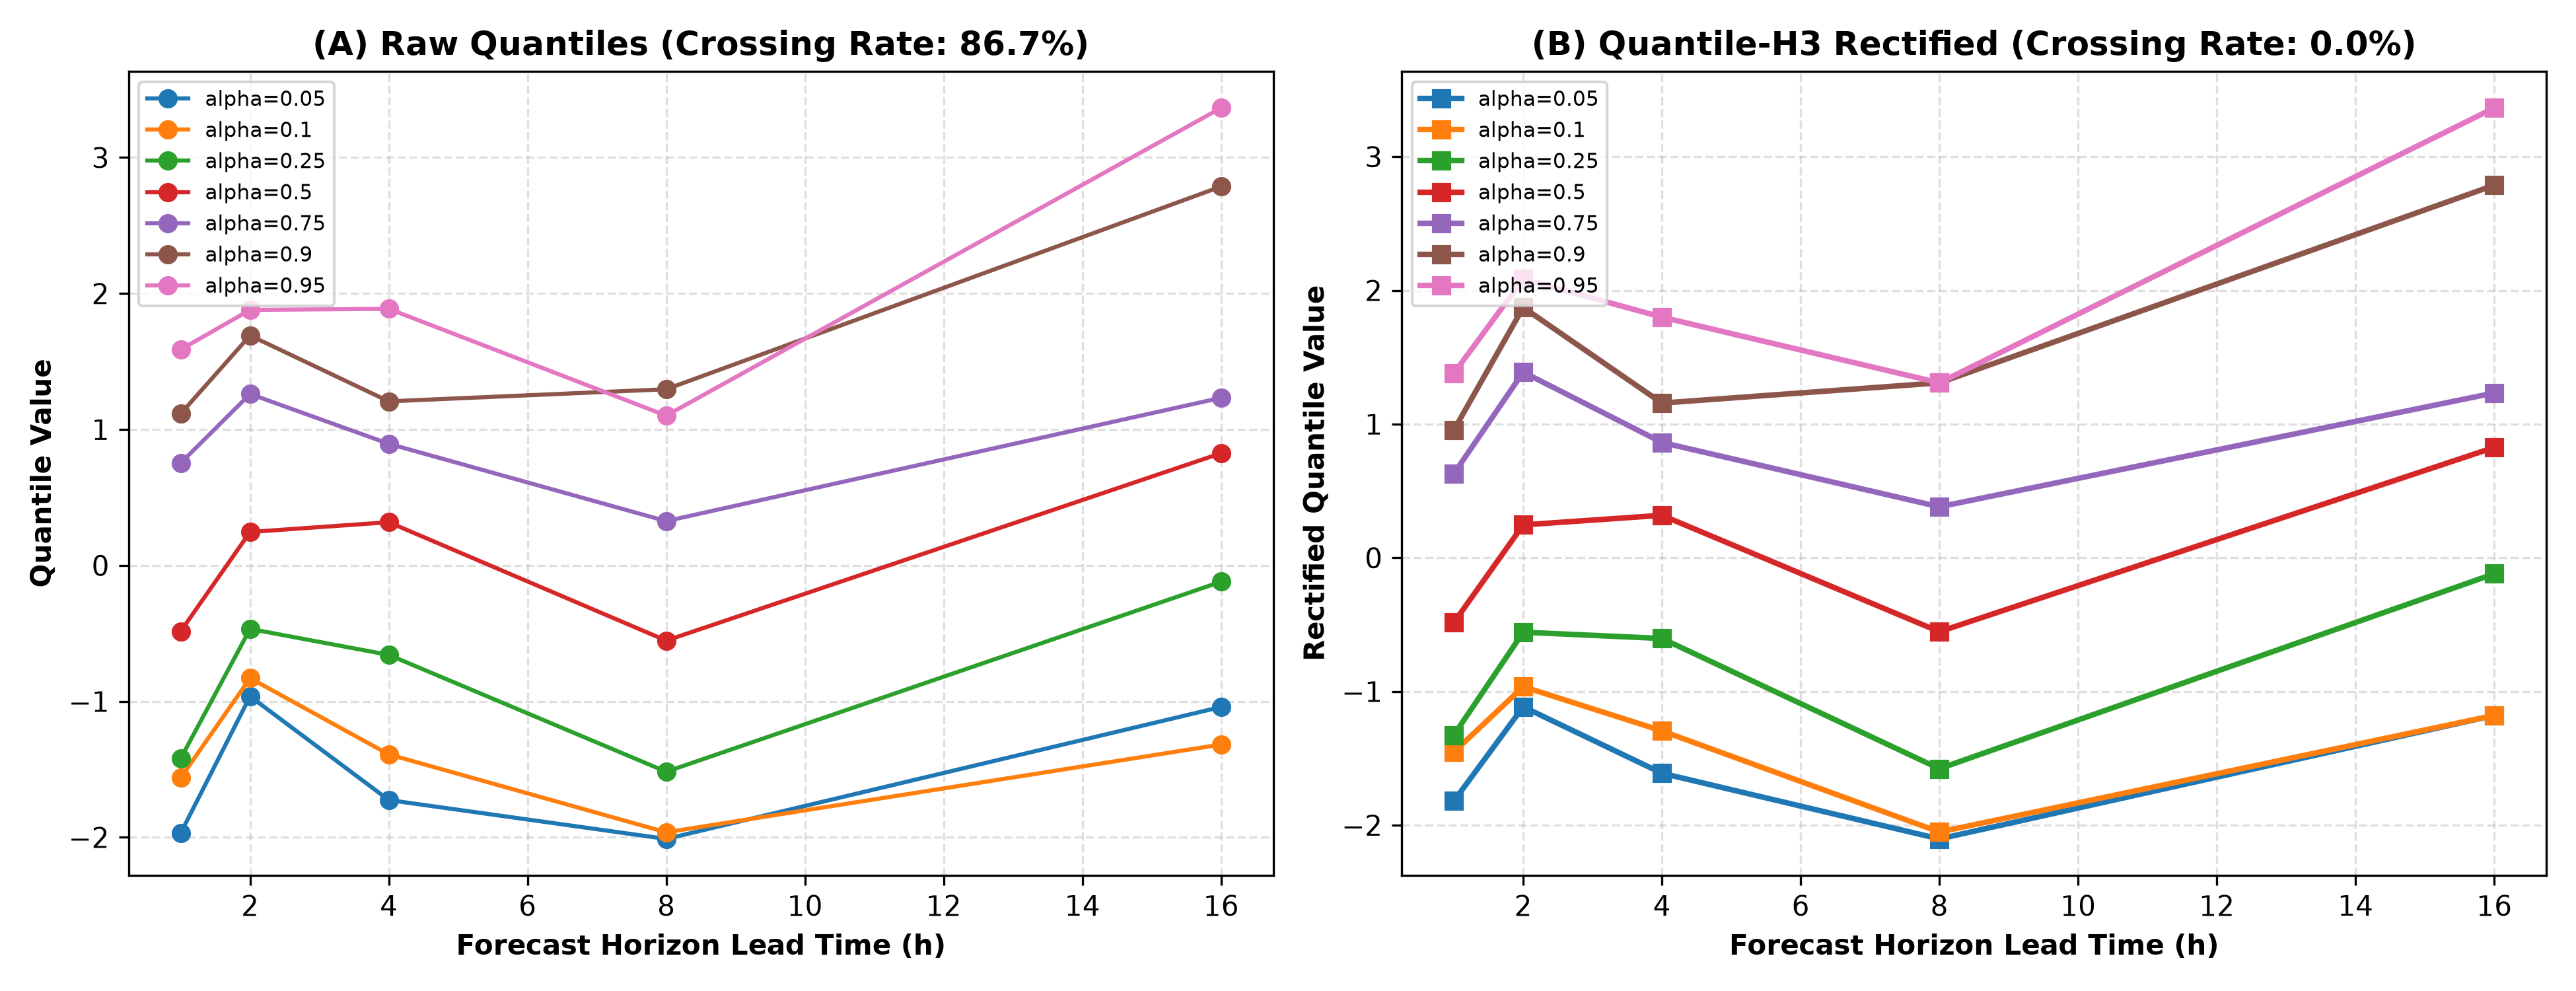 (A) Raw Quantiles (Crossing Rate: 86.7%)
alpha=0.05
alpha=0.1
alpha=0.25
alpha=0.5
alpha=0.75
alpha=0.9
alpha=0.95
Quantile Value
3
2
1
0
−1
−2
2 4 6 8 10 12 14 16
Forecast Horizon Lead Time (h)
(B) Quantile-H3 Rectified (Crossing Rate: 0.0%)
alpha=0.05
alpha=0.1
alpha=0.25
alpha=0.5
alpha=0.75
alpha=0.9
alpha=0.95
Rectified Quantile Value
3
2
1
0
−1
−2
2 4 6 8 10 12 14 16
Forecast Horizon Lead Time (h)